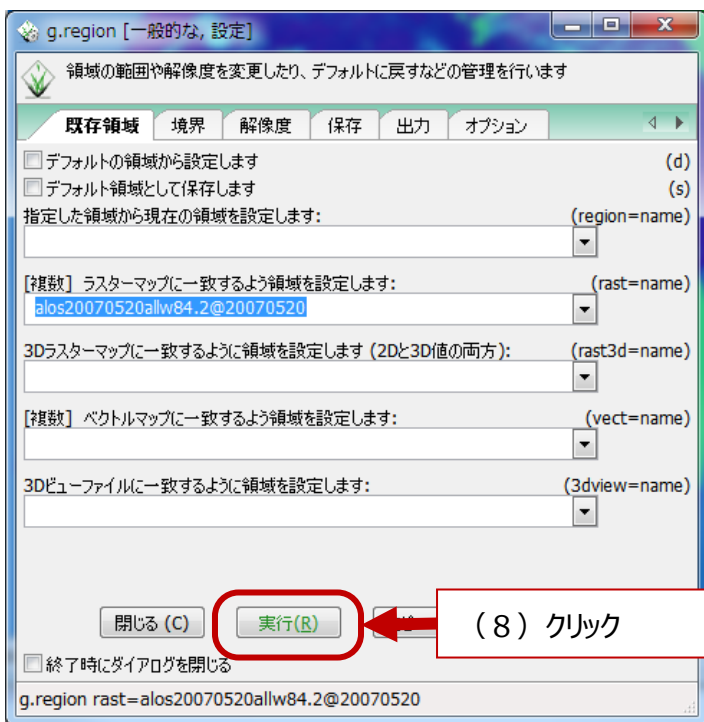 g.region [一般的な, 設定]
領域の範囲や解像度を変更したり、デフォルトに戻すなどの管理を行います
既存領域 境界 解像度 保存 出力 オプション
デフォルトの領域から設定します (d)
デフォルト領域として保存します (s)
指定した領域から現在の領域を設定します: (region=name)
[複数] ラスターマップに一致するよう領域を設定します: (rast=name)
alos20070520allw84.2@20070520
3Dラスターマップに一致するように領域を設定します (2Dと3D値の両方): (rast3d=name)
[複数] ベクトルマップに一致するよう領域を設定します: (vect=name)
3Dビューファイルに一致するように領域を設定します: (3dview=name)
閉じる (C) 実行(R) （8）クリック
終了時にダイアログを閉じる
g.region rast=alos20070520allw84.2@20070520